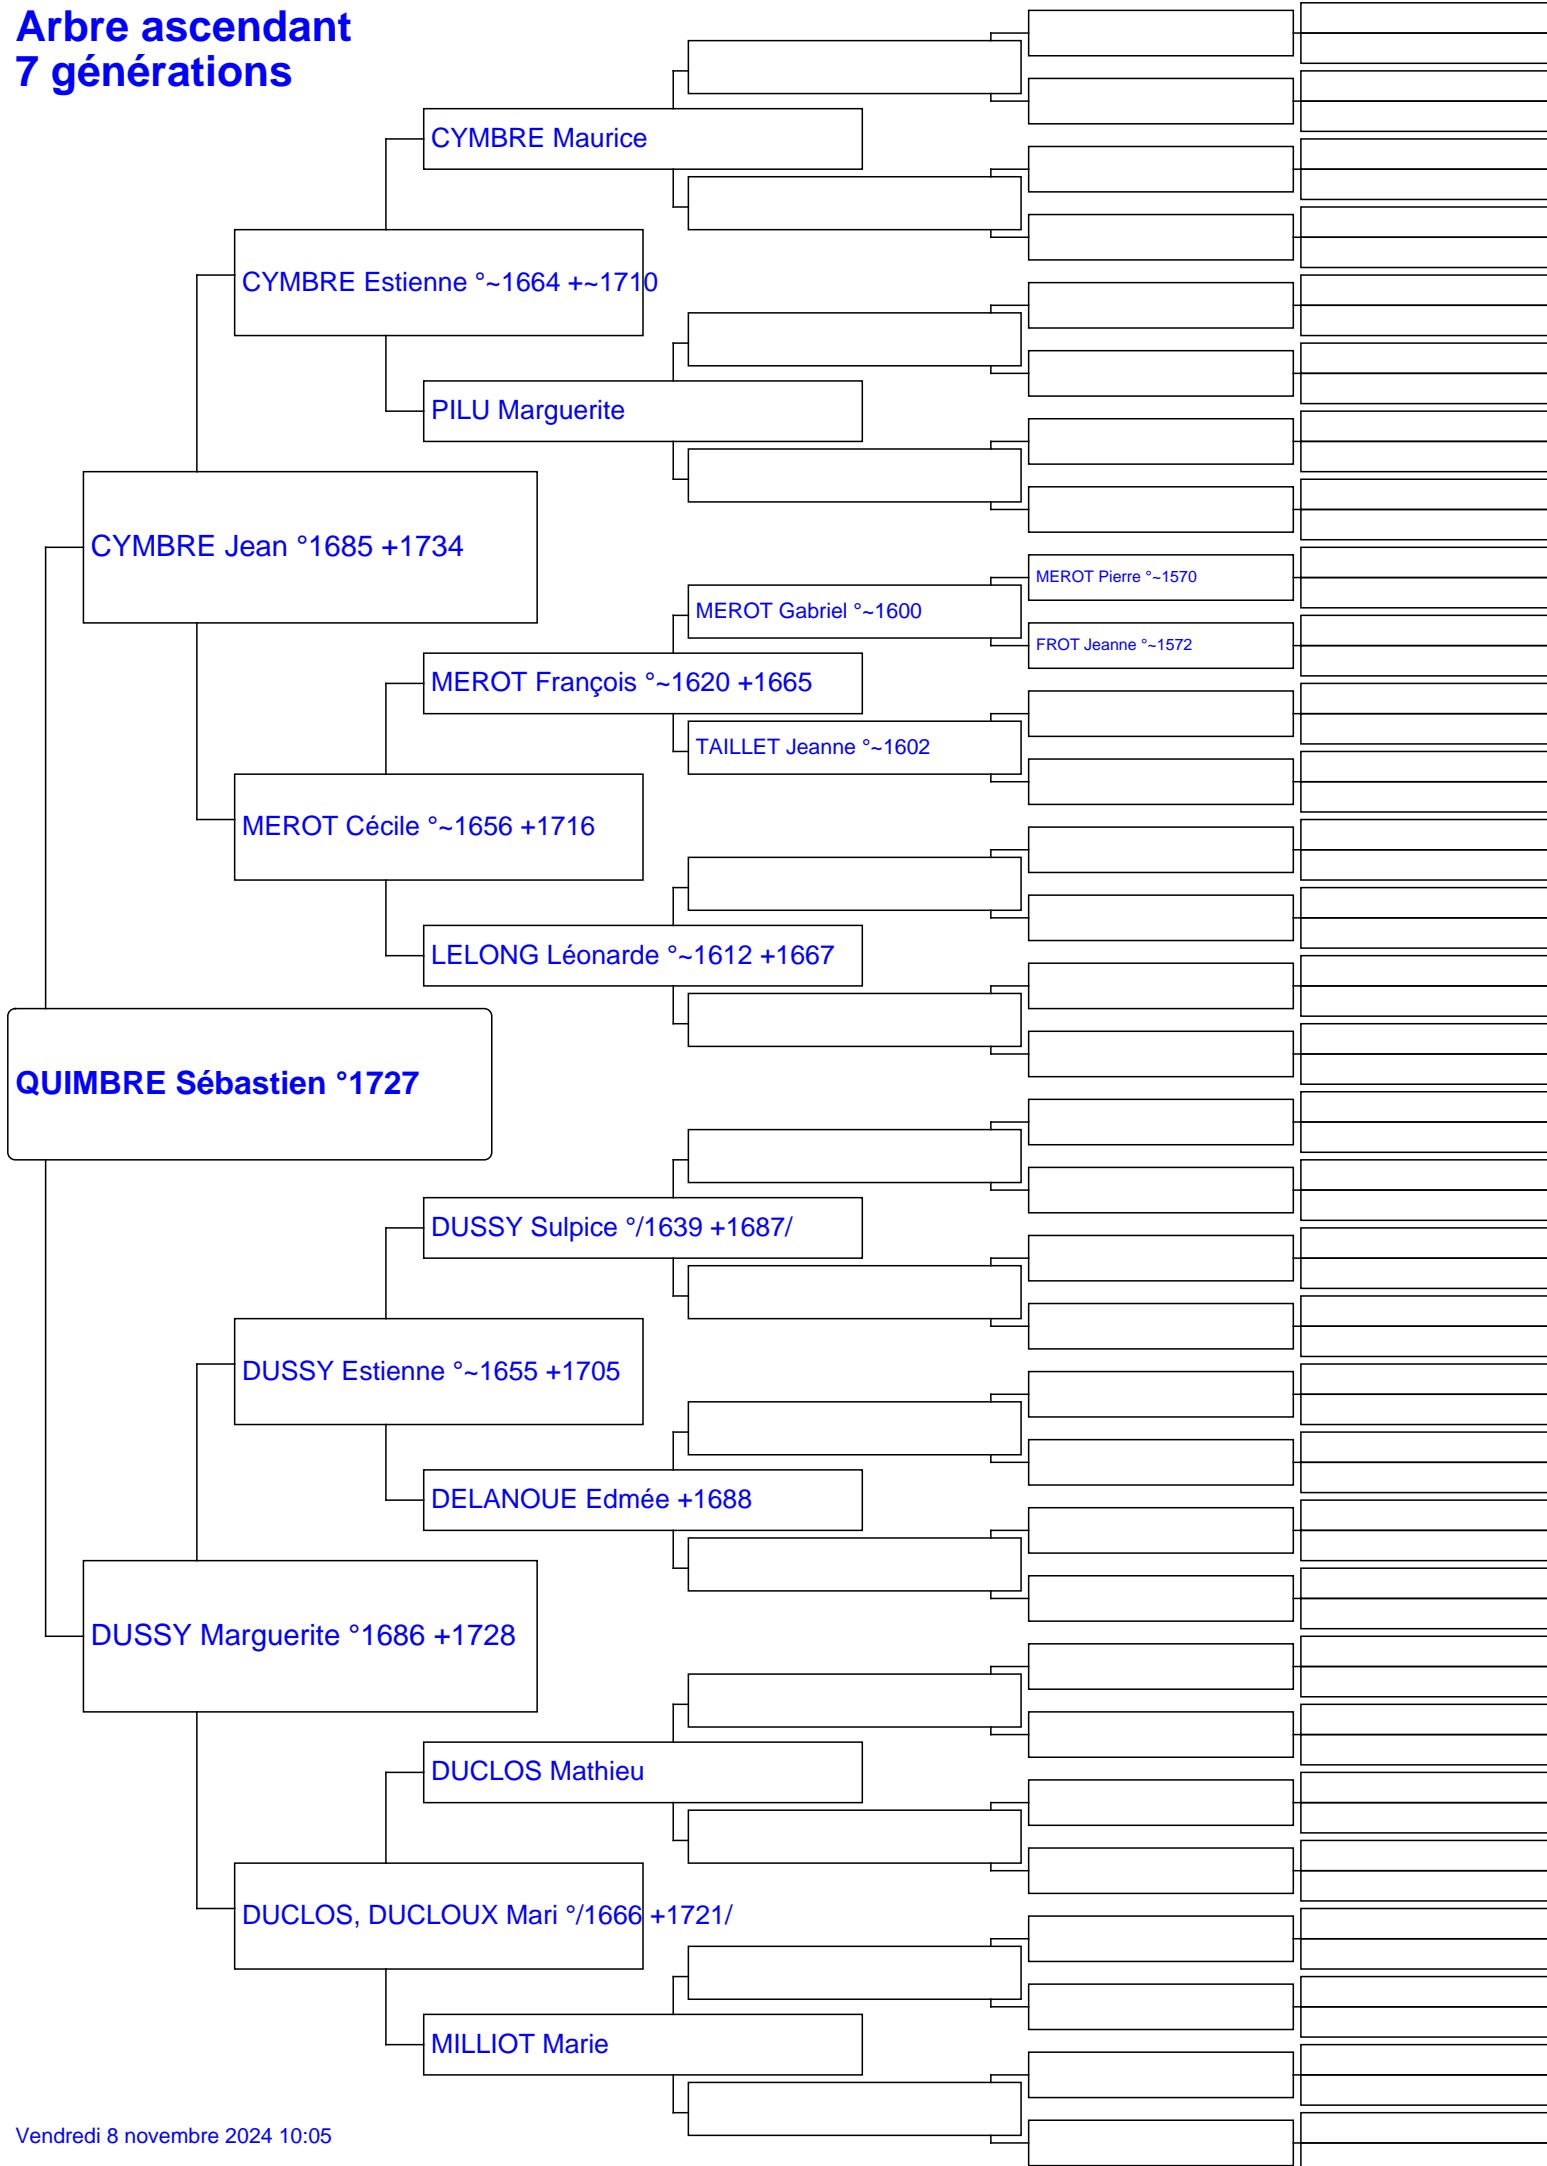 Arbre ascendant
7 générations
CYMBRE Maurice
CYMBRE Estienne °~1664 +~1710
PILU Marguerite
CYMBRE Jean °1685 +1734
MEROT Pierre °~1570
MEROT Gabriel °~1600
FROT Jeanne °~1572
MEROT François °~1620 +1665
TAILLET Jeanne °~1602
MEROT Cécile °~1656 +1716
LELONG Léonarde °~1612 +1667
QUIMBRE Sébastien °1727
DUSSY Sulpice °/1639 +1687/
DUSSY Estienne °~1655 +1705
DELANOUE Edmée +1688
DUSSY Marguerite °1686 +1728
DUCLOS Mathieu
DUCLOS, DUCLOUX Mari °/1666 +1721/
MILLIOT Marie
Vendredi 8 novembre 2024 10:05